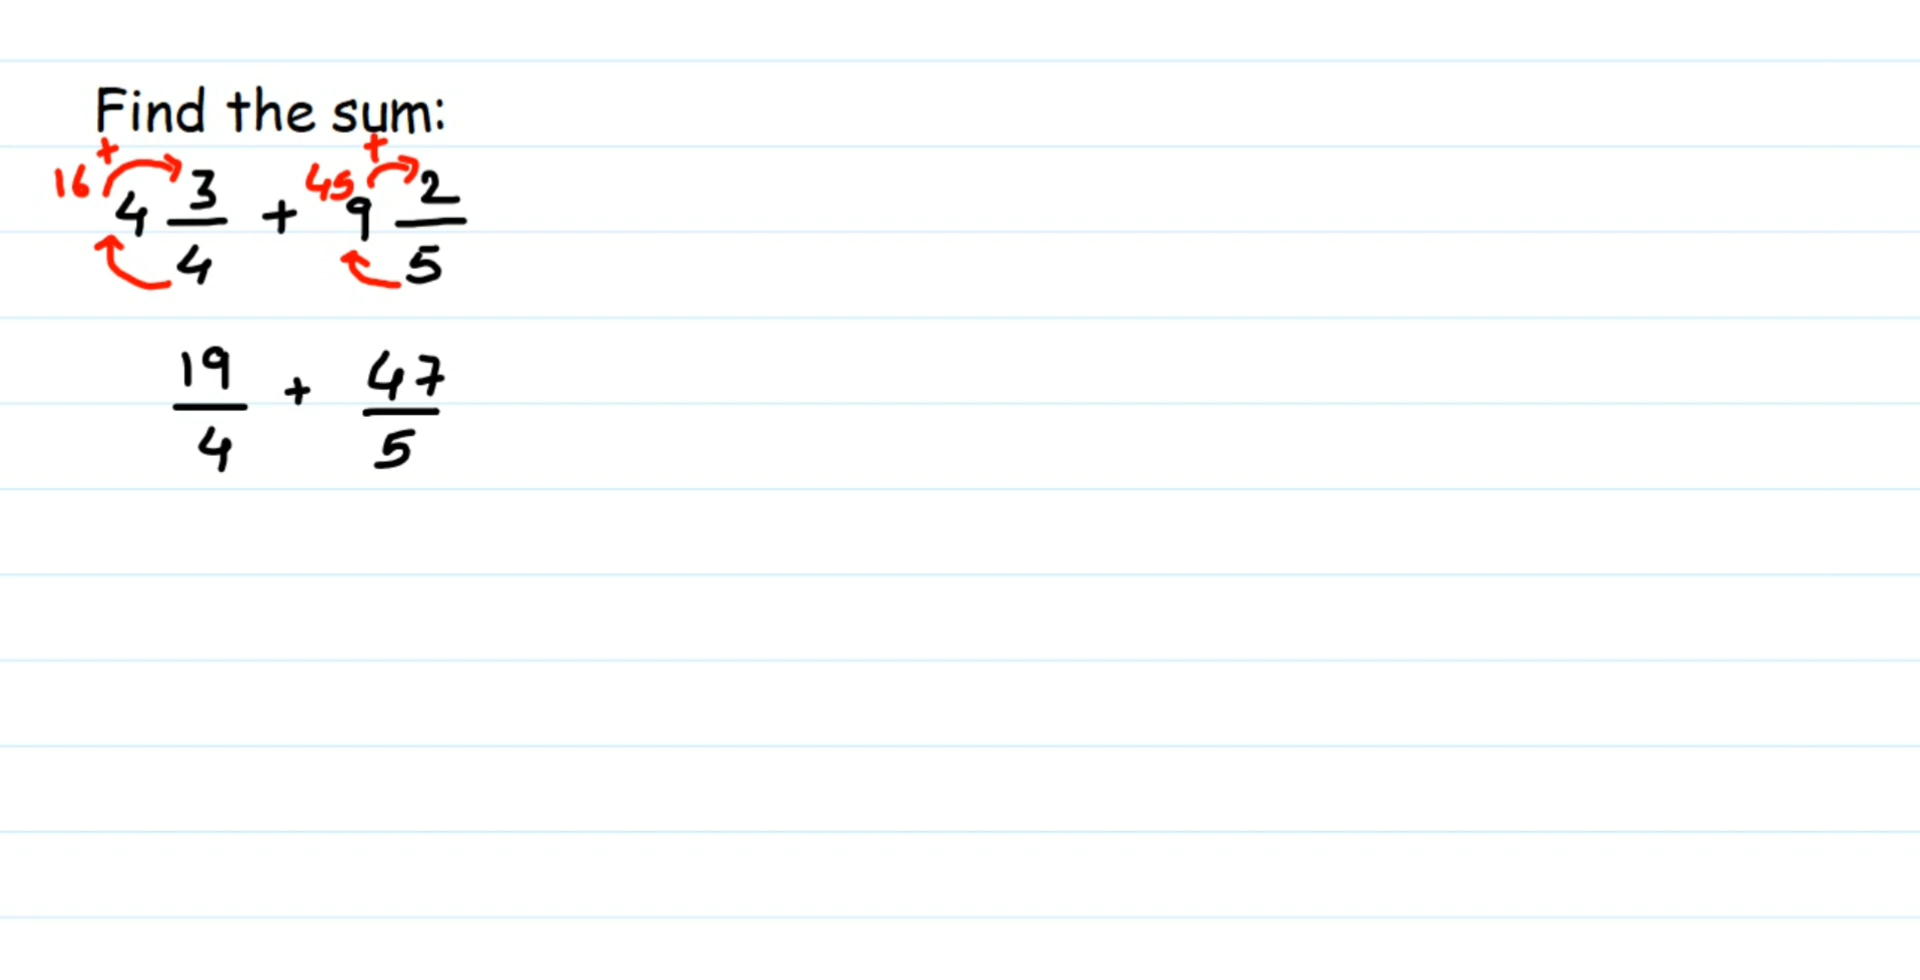 Find the sum:
+ +
16 4 3/4 + 45 9 2/5
19/4 + 47/5